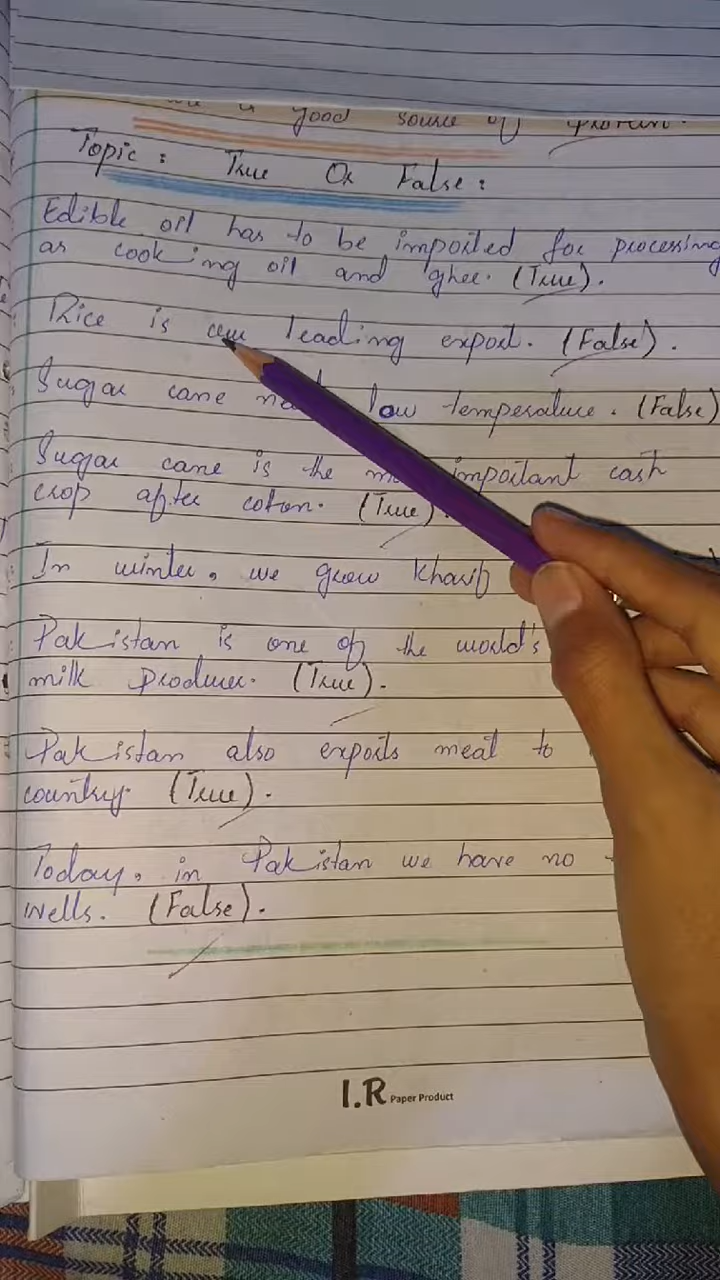 good source of protein.
Topic : True Or False :
Edible oil has to be imported for processing
as cooking oil and ghee. (True).
Rice is our leading export. (False).
Sugar cane low temperature. (False)
Sugar cane is the important cash
crop after coton. (True).
In winter, we grow kharif
Pakistan is one of the world's
milk producer. (True).
Pakistan also exports meat to
country. (True).
Today, in Pakistan we have no
wells. (False).
I.R Paper Product